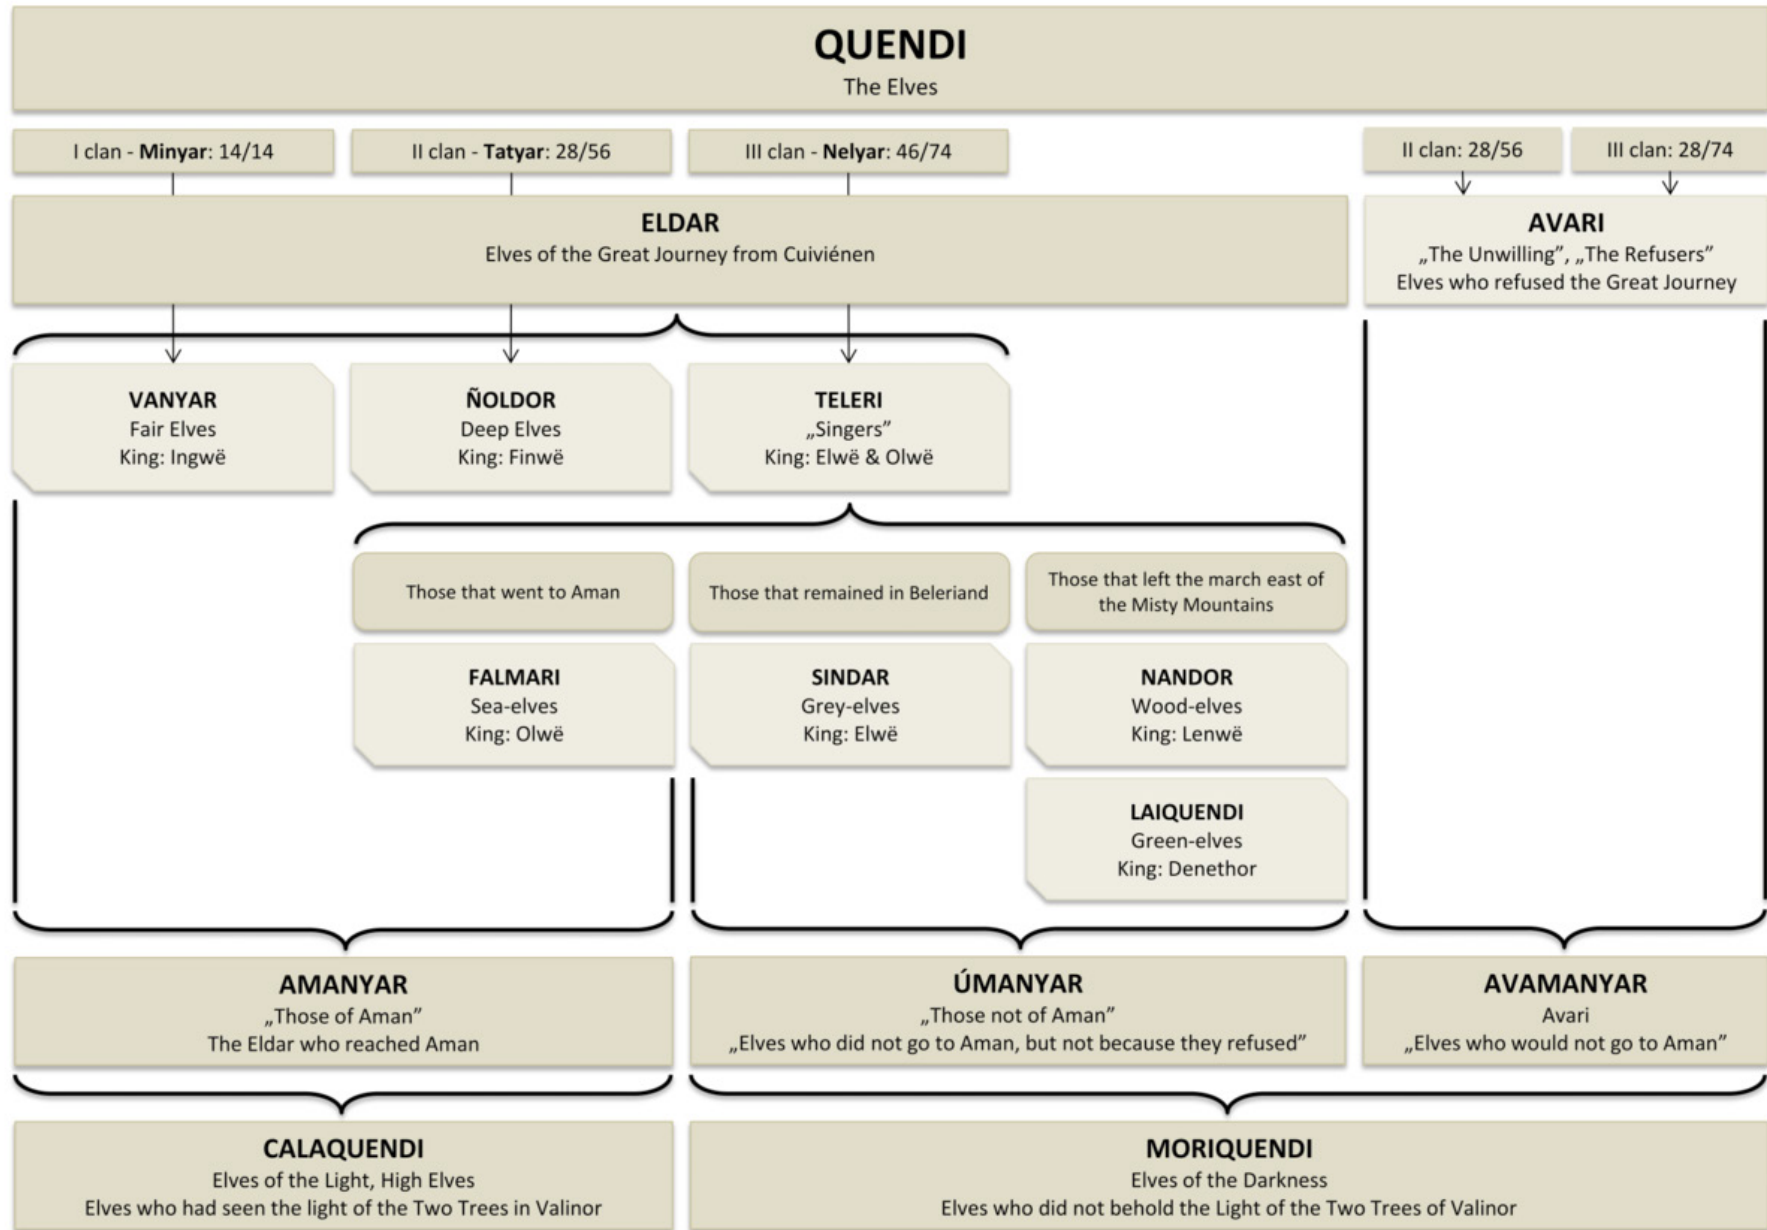 QUENDI
The Elves
I clan - Minyar: 14/14
II clan - Tatyar: 28/56
III clan - Nelyar: 46/74
II clan: 28/56
III clan: 28/74
ELDAR
Elves of the Great Journey from Cuiviénen
AVARI
„The Unwilling”, „The Refusers”
Elves who refused the Great Journey
VANYAR
Fair Elves
King: Ingwë
ÑOLDOR
Deep Elves
King: Finwë
TELERI
„Singers”
King: Elwë & Olwë
Those that went to Aman
Those that remained in Beleriand
Those that left the march east of
the Misty Mountains
FALMARI
Sea-elves
King: Olwë
SINDAR
Grey-elves
King: Elwë
NANDOR
Wood-elves
King: Lenwë
LAIQUENDI
Green-elves
King: Denethor
AMANYAR
„Those of Aman”
The Eldar who reached Aman
ÚMANYAR
„Those not of Aman”
„Elves who did not go to Aman, but not because they refused”
AVAMANYAR
Avari
„Elves who would not go to Aman”
CALAQUENDI
Elves of the Light, High Elves
Elves who had seen the light of the Two Trees in Valinor
MORIQUENDI
Elves of the Darkness
Elves who did not behold the Light of the Two Trees of Valinor